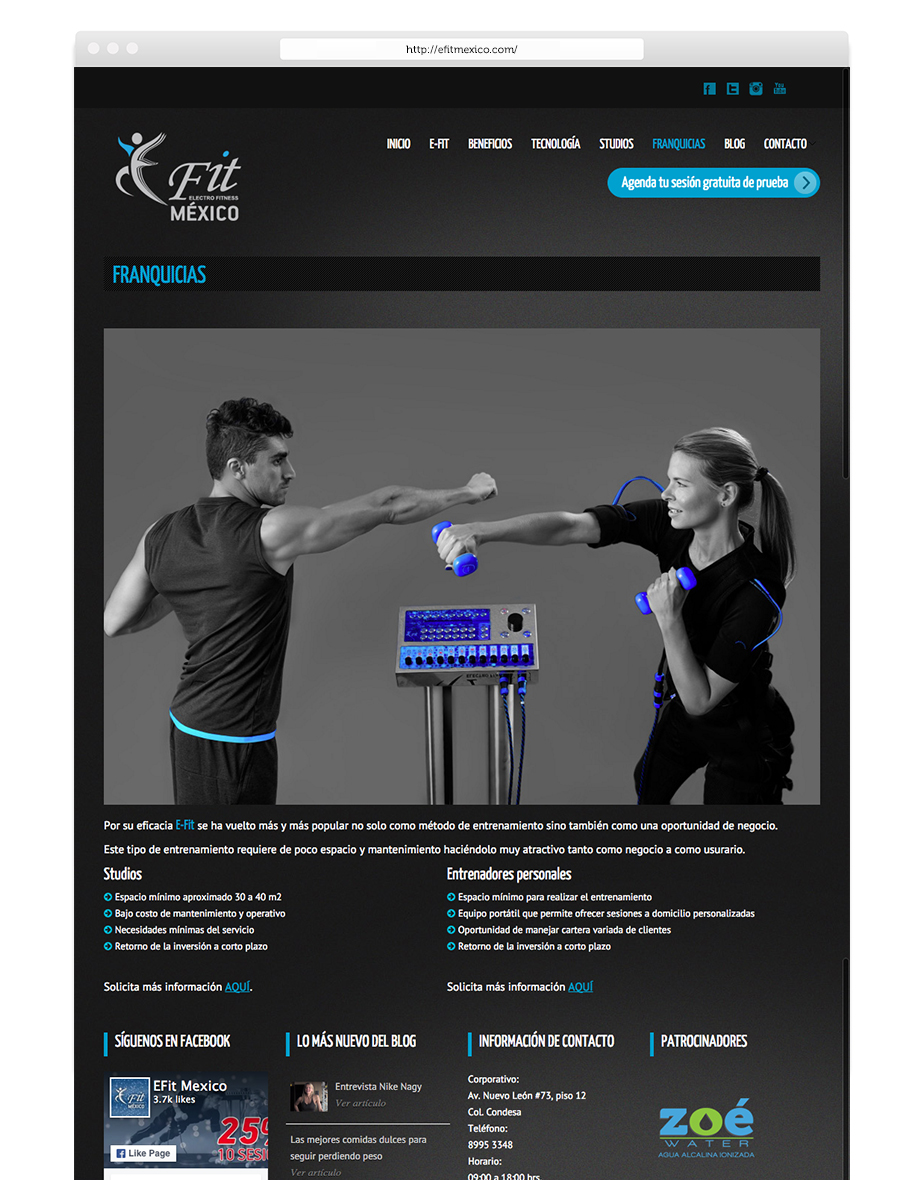 http://efitmexico.com/
You Tube
INICIO E-FIT BENEFICIOS TECNOLOGÍA STUDIOS FRANQUICIAS BLOG CONTACTO
Agenda tu sesión gratuita de prueba
E Fit
ELECTRO FITNESS
MÉXICO
FRANQUICIAS
Por su eficacia E-Fit se ha vuelto más y más popular no solo como método de entrenamiento sino también como una oportunidad de negocio.
Este tipo de entrenamiento requiere de poco espacio y mantenimiento haciéndolo muy atractivo tanto como negocio a como usurario.
Studios
Espacio mínimo aproximado 30 a 40 m2
Bajo costo de mantenimiento y operativo
Necesidades mínimas del servicio
Retorno de la inversión a corto plazo
Solicita más información AQUÍ.
Entrenadores personales
Espacio mínimo para realizar el entrenamiento
Equipo portátil que permite ofrecer sesiones a domicilio personalizadas
Oportunidad de manejar cartera variada de clientes
Retorno de la inversión a corto plazo
Solicita más información AQUÍ
SÍGUENOS EN FACEBOOK
EFit Mexico
3.7k likes
25%
10 SESI
Like Page
LO MÁS NUEVO DEL BLOG
Entrevista Nike Nagy
Ver artículo
Las mejores comidas dulces para
seguir perdiendo peso
Ver artículo
INFORMACIÓN DE CONTACTO
Corporativo:
Av. Nuevo León #73, piso 12
Col. Condesa
Teléfono:
8995 3348
Horario:
09:00 a 18:00 hrs.
PATROCINADORES
zoé
WATER
AGUA ALCALINA IONIZADA